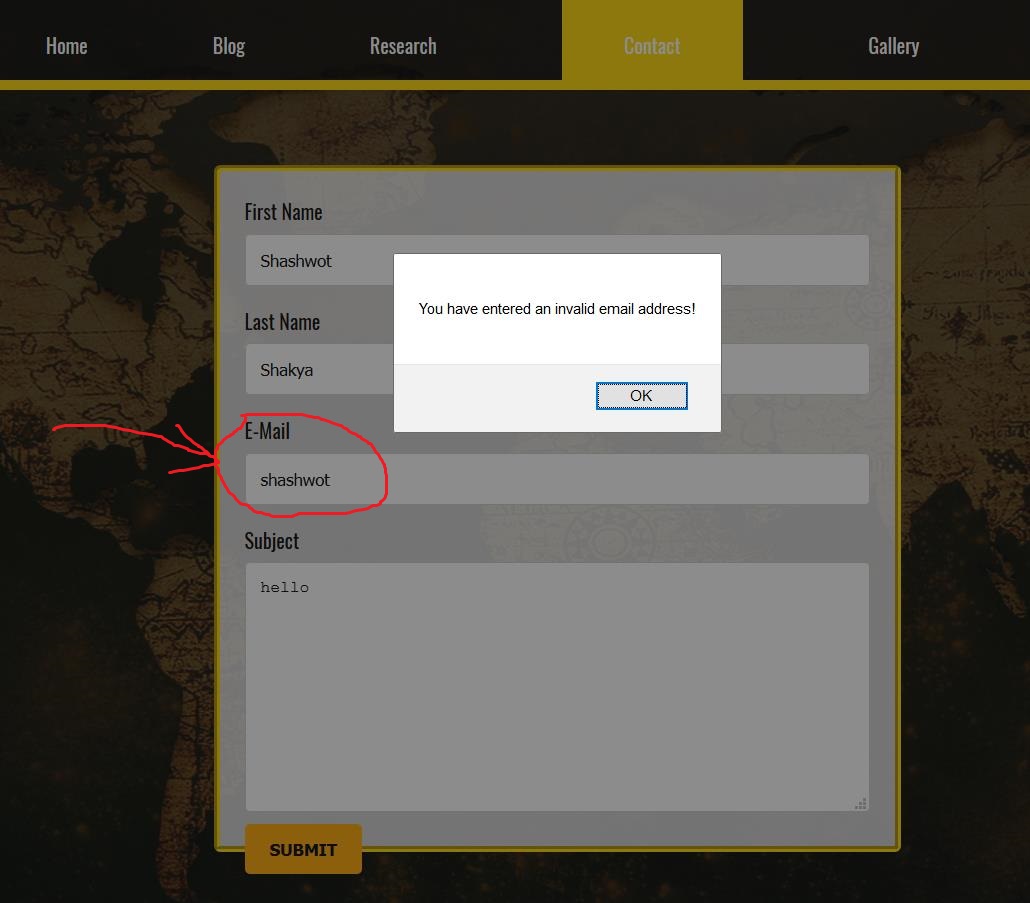 Home Blog Research Contact Gallery
First Name
Shashwot
You have entered an invalid email address!
Last Name
Shakya
OK
E-Mail
shashwot
Subject
hello
SUBMIT